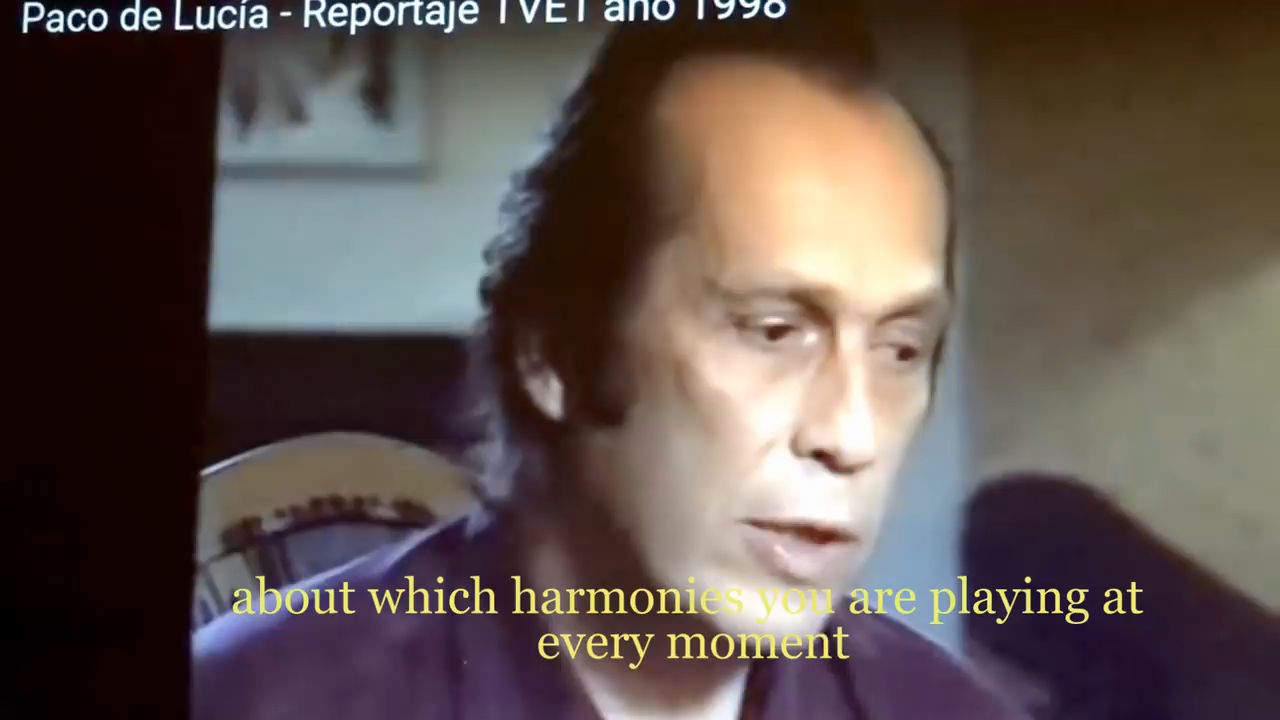 Paco de Lucía - Reportaje TVE1 año 1998
about which harmonies you are playing at
every moment